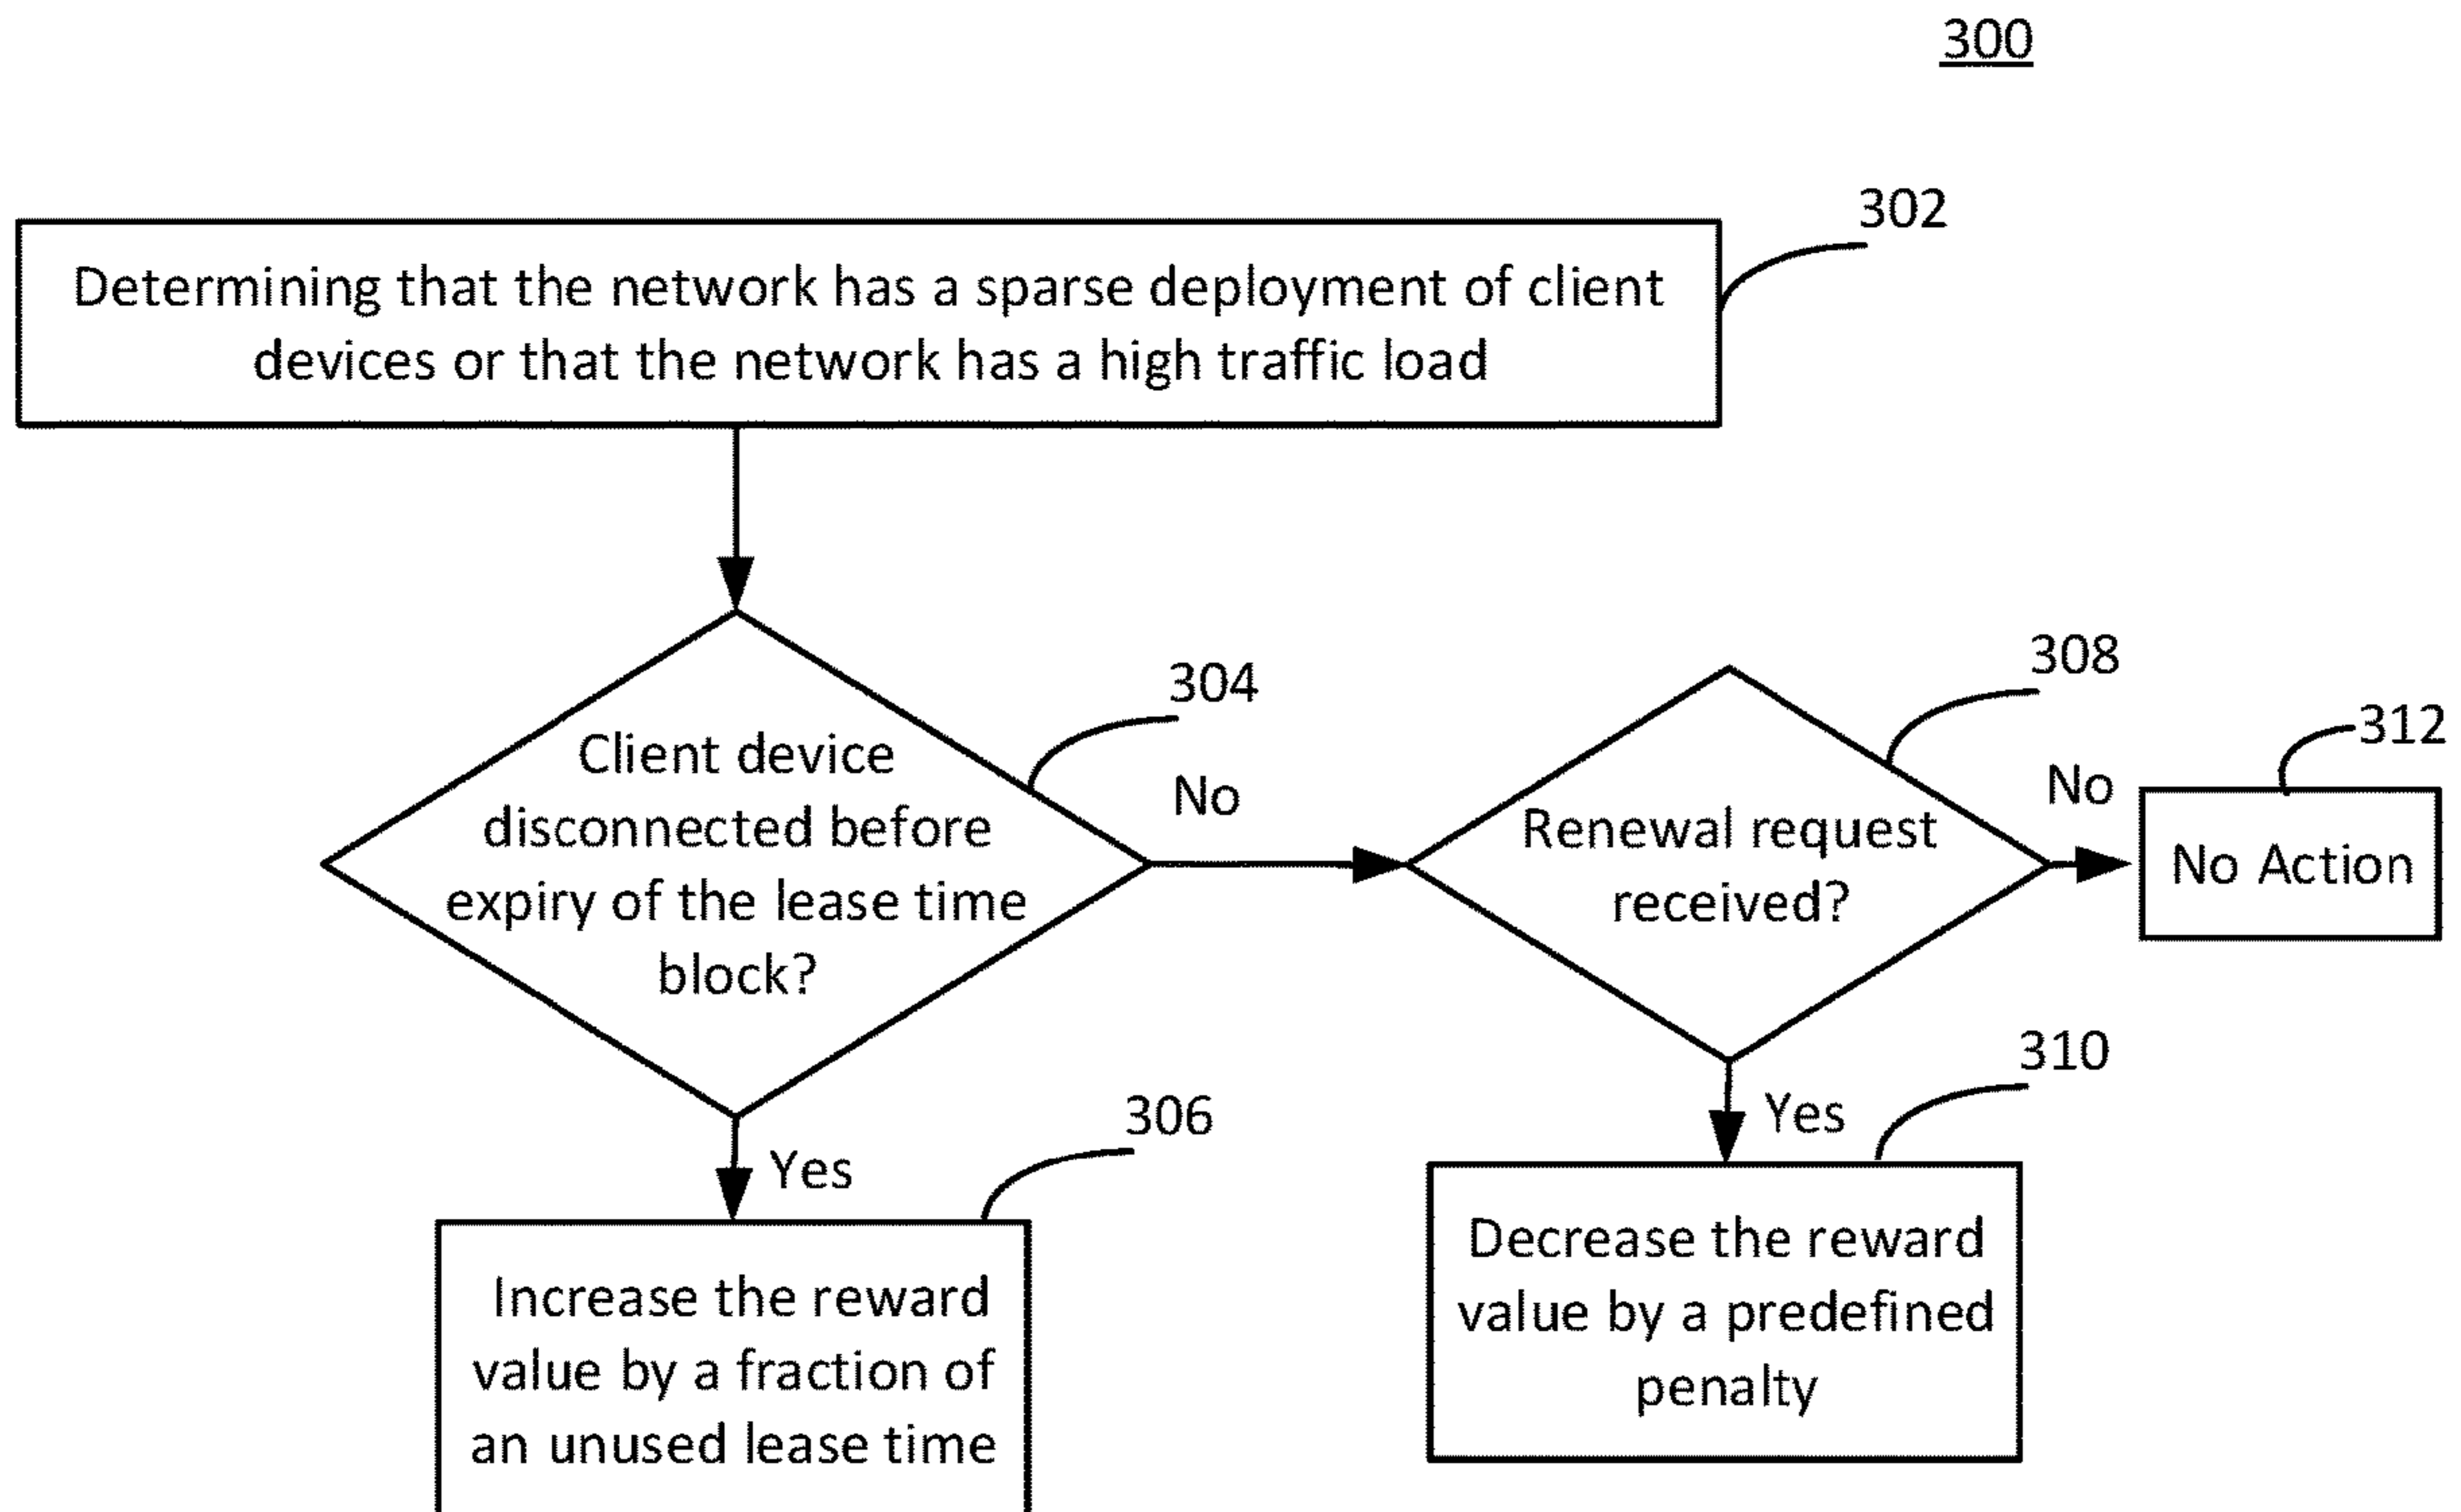 300
302
Determining that the network has a sparse deployment of client
devices or that the network has a high traffic load
304
Client device
disconnected before
expiry of the lease time
block?
No
308
Renewal request
received?
No
312
No Action
Yes
306
Increase the reward
value by a fraction of
an unused lease time
Yes
310
Decrease the reward
value by a predefined
penalty